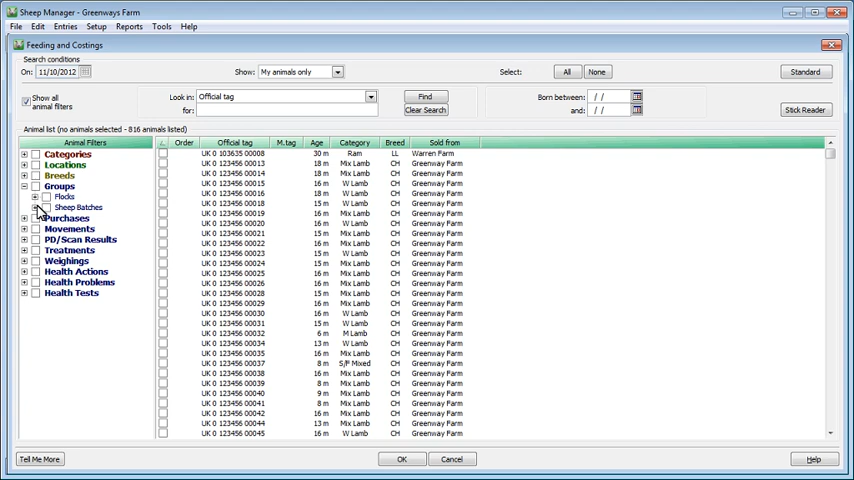 Sheep Manager - Greenways Farm
File Edit Entries Setup Reports Tools Help
Feeding and Costings
Search conditions
On: 11/10/2012 Show: My animals only Select: All None Standard
Show all animal filters Look in: Official tag Find Born between: / /
for: Clear Search and: / / Stick Reader
Animal list (no animals selected - 816 animals listed)
Animal Filters
Categories
Locations
Breeds
Groups
Flocks
Sheep Batches
Purchases
Movements
PD/Scan Results
Treatments
Weighings
Health Actions
Health Problems
Health Tests
/.. Order Official tag M.tag Age Category Breed Sold from
UK 0 103635 00008 30 m Ram LL Warren Farm
UK 0 123456 00013 18 m Mix Lamb CH Greenway Farm
UK 0 123456 00014 18 m Mix Lamb CH Greenway Farm
UK 0 123456 00015 16 m W Lamb CH Greenway Farm
UK 0 123456 00016 18 m W Lamb CH Greenway Farm
UK 0 123456 00018 15 m W Lamb CH Greenway Farm
UK 0 123456 00019 16 m Mix Lamb CH Greenway Farm
UK 0 123456 00020 17 m W Lamb CH Greenway Farm
UK 0 123456 00021 15 m Mix Lamb CH Greenway Farm
UK 0 123456 00022 16 m Mix Lamb CH Greenway Farm
UK 0 123456 00023 15 m W Lamb CH Greenway Farm
UK 0 123456 00024 16 m Mix Lamb CH Greenway Farm
UK 0 123456 00025 16 m Mix Lamb CH Greenway Farm
UK 0 123456 00026 16 m Mix Lamb CH Greenway Farm
UK 0 123456 00028 15 m Mix Lamb CH Greenway Farm
UK 0 123456 00029 16 m Mix Lamb CH Greenway Farm
UK 0 123456 00030 16 m W Lamb CH Greenway Farm
UK 0 123456 00031 15 m W Lamb CH Greenway Farm
UK 0 123456 00032 6 m M Lamb CH Greenway Farm
UK 0 123456 00034 13 m W Lamb CH Greenway Farm
UK 0 123456 00035 16 m Mix Lamb CH Greenway Farm
UK 0 123456 00037 8 m S/F Mixed CH Greenway Farm
UK 0 123456 00038 16 m Mix Lamb CH Greenway Farm
UK 0 123456 00039 8 m Mix Lamb CH Greenway Farm
UK 0 123456 00040 9 m Mix Lamb CH Greenway Farm
UK 0 123456 00041 8 m Mix Lamb CH Greenway Farm
UK 0 123456 00042 16 m Mix Lamb CH Greenway Farm
UK 0 123456 00044 13 m Mix Lamb CH Greenway Farm
UK 0 123456 00045 16 m W Lamb CH Greenway Farm
Tell Me More OK Cancel Help